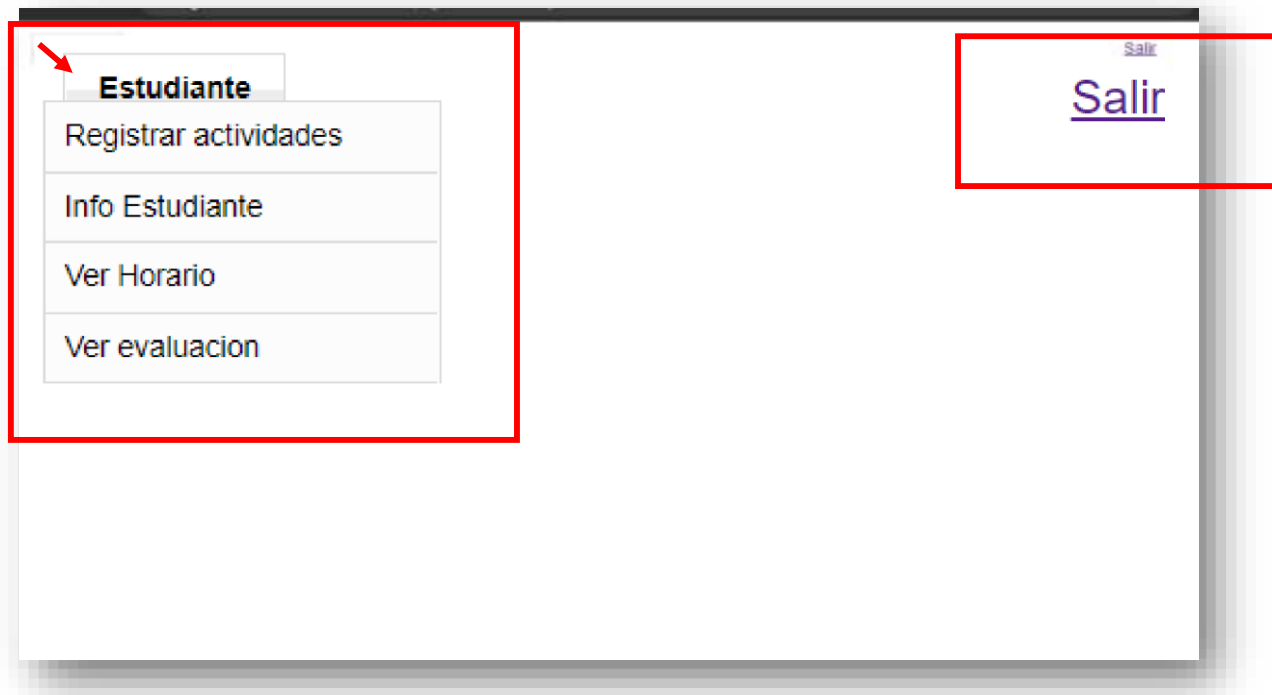 Salir
Estudiante
Salir
Registrar actividades
Info Estudiante
Ver Horario
Ver evaluacion